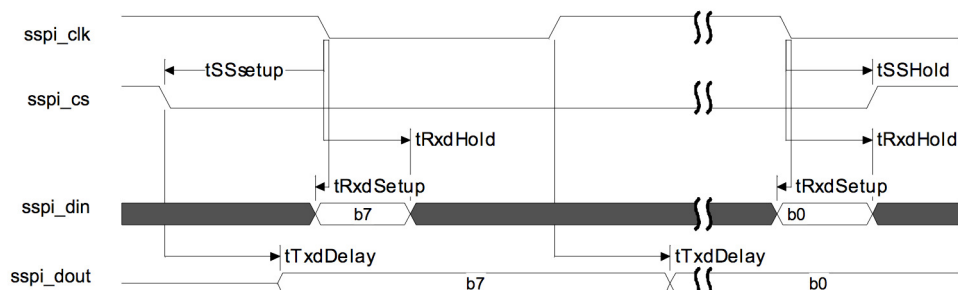 sspi_clk
tSSsetup
tSSHold
sspi_cs
tRxdHold
tRxdHold
tRxdSetup
tRxdSetup
sspi_din
b7
b0
tTxdDelay
tTxdDelay
sspi_dout
b7
b0